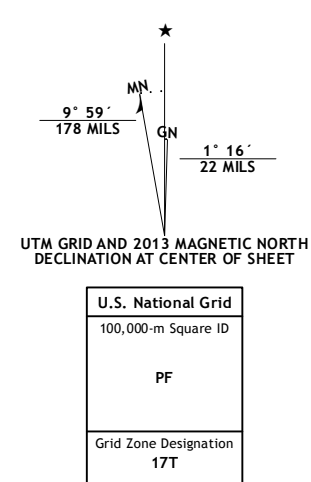 ★
MN
GN
9° 59´
178 MILS
1° 16´
22 MILS
UTM GRID AND 2013 MAGNETIC NORTH
DECLINATION AT CENTER OF SHEET
U.S. National Grid
100,000-m Square ID
PF
Grid Zone Designation
17T